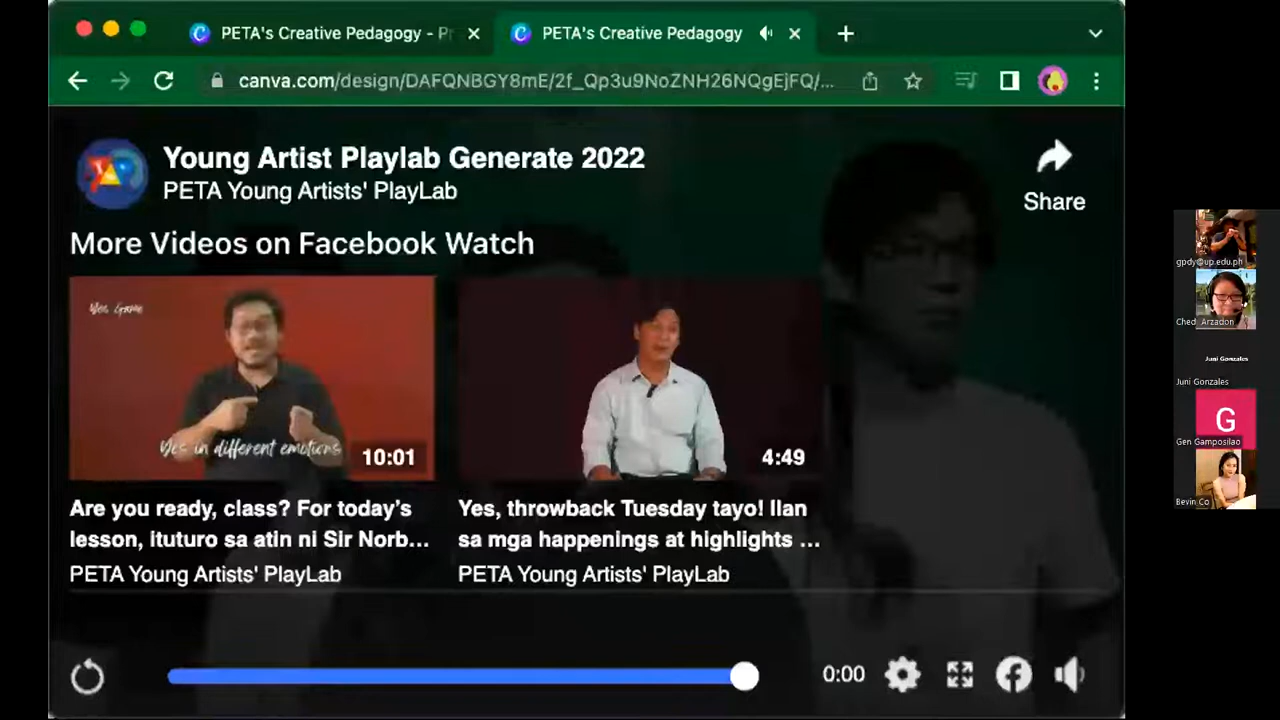 PETA's Creative Pedagogy - Pr
PETA's Creative Pedagogy
canva.com/design/DAFQNBGY8mE/2f_Qp3u9NoZNH26NQgEjFQ/...
Young Artist Playlab Generate 2022
PETA Young Artists' PlayLab
Share
More Videos on Facebook Watch
Yes Game
Yes in different emotions
10:01
4:49
Are you ready, class? For today's
lesson, ituturo sa atin ni Sir Norb...
PETA Young Artists' PlayLab
Yes, throwback Tuesday tayo! Ilan
sa mga happenings at highlights ...
PETA Young Artists' PlayLab
0:00
gpdy@up.edu.ph
Ched Arzadon
Juni Gonzales
Juni Gonzales
G
Gen Gamposilao
Bevin Co